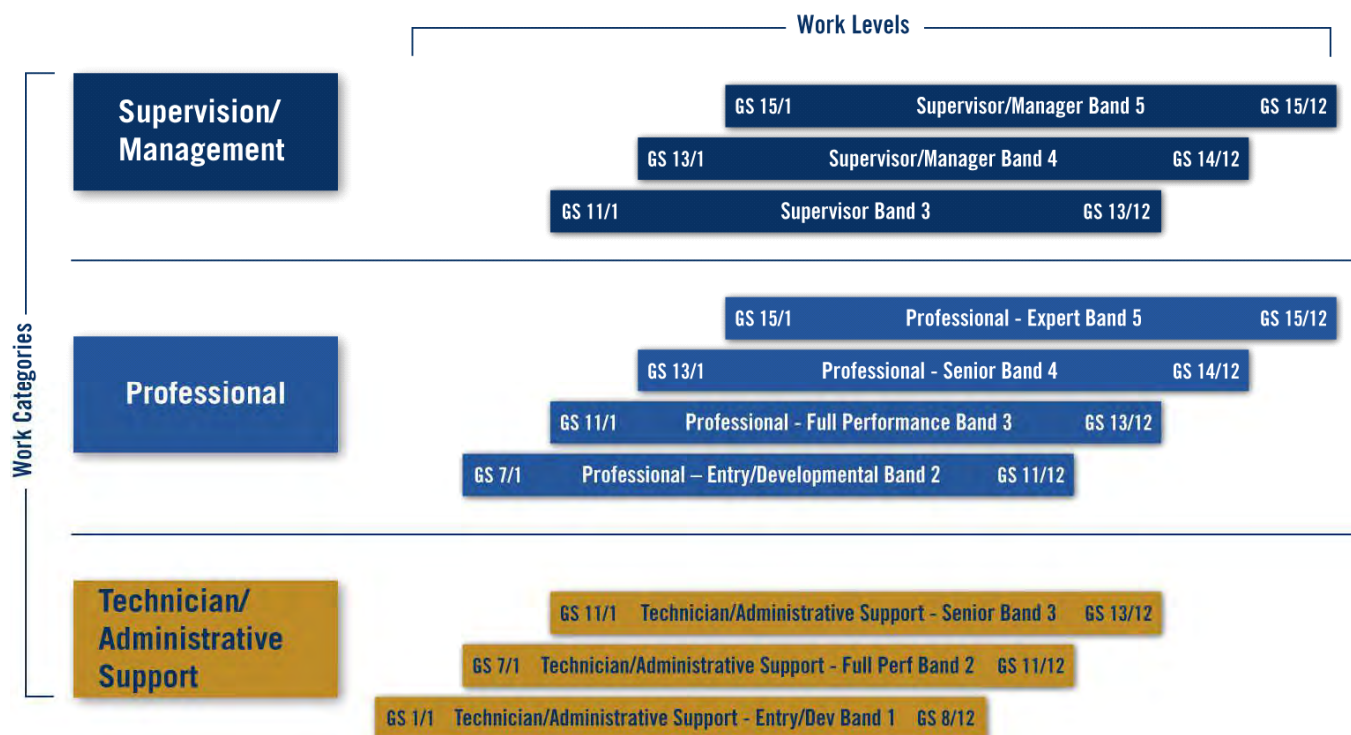 Work Levels
Work Categories
Supervision/
Management
GS 15/1 Supervisor/Manager Band 5 GS 15/12
GS 13/1 Supervisor/Manager Band 4 GS 14/12
GS 11/1 Supervisor Band 3 GS 13/12
Professional
GS 15/1 Professional - Expert Band 5 GS 15/12
GS 13/1 Professional - Senior Band 4 GS 14/12
GS 11/1 Professional - Full Performance Band 3 GS 13/12
GS 7/1 Professional – Entry/Developmental Band 2 GS 11/12
Technician/
Administrative
Support
GS 11/1 Technician/Administrative Support - Senior Band 3 GS 13/12
GS 7/1 Technician/Administrative Support - Full Perf Band 2 GS 11/12
GS 1/1 Technician/Administrative Support - Entry/Dev Band 1 GS 8/12